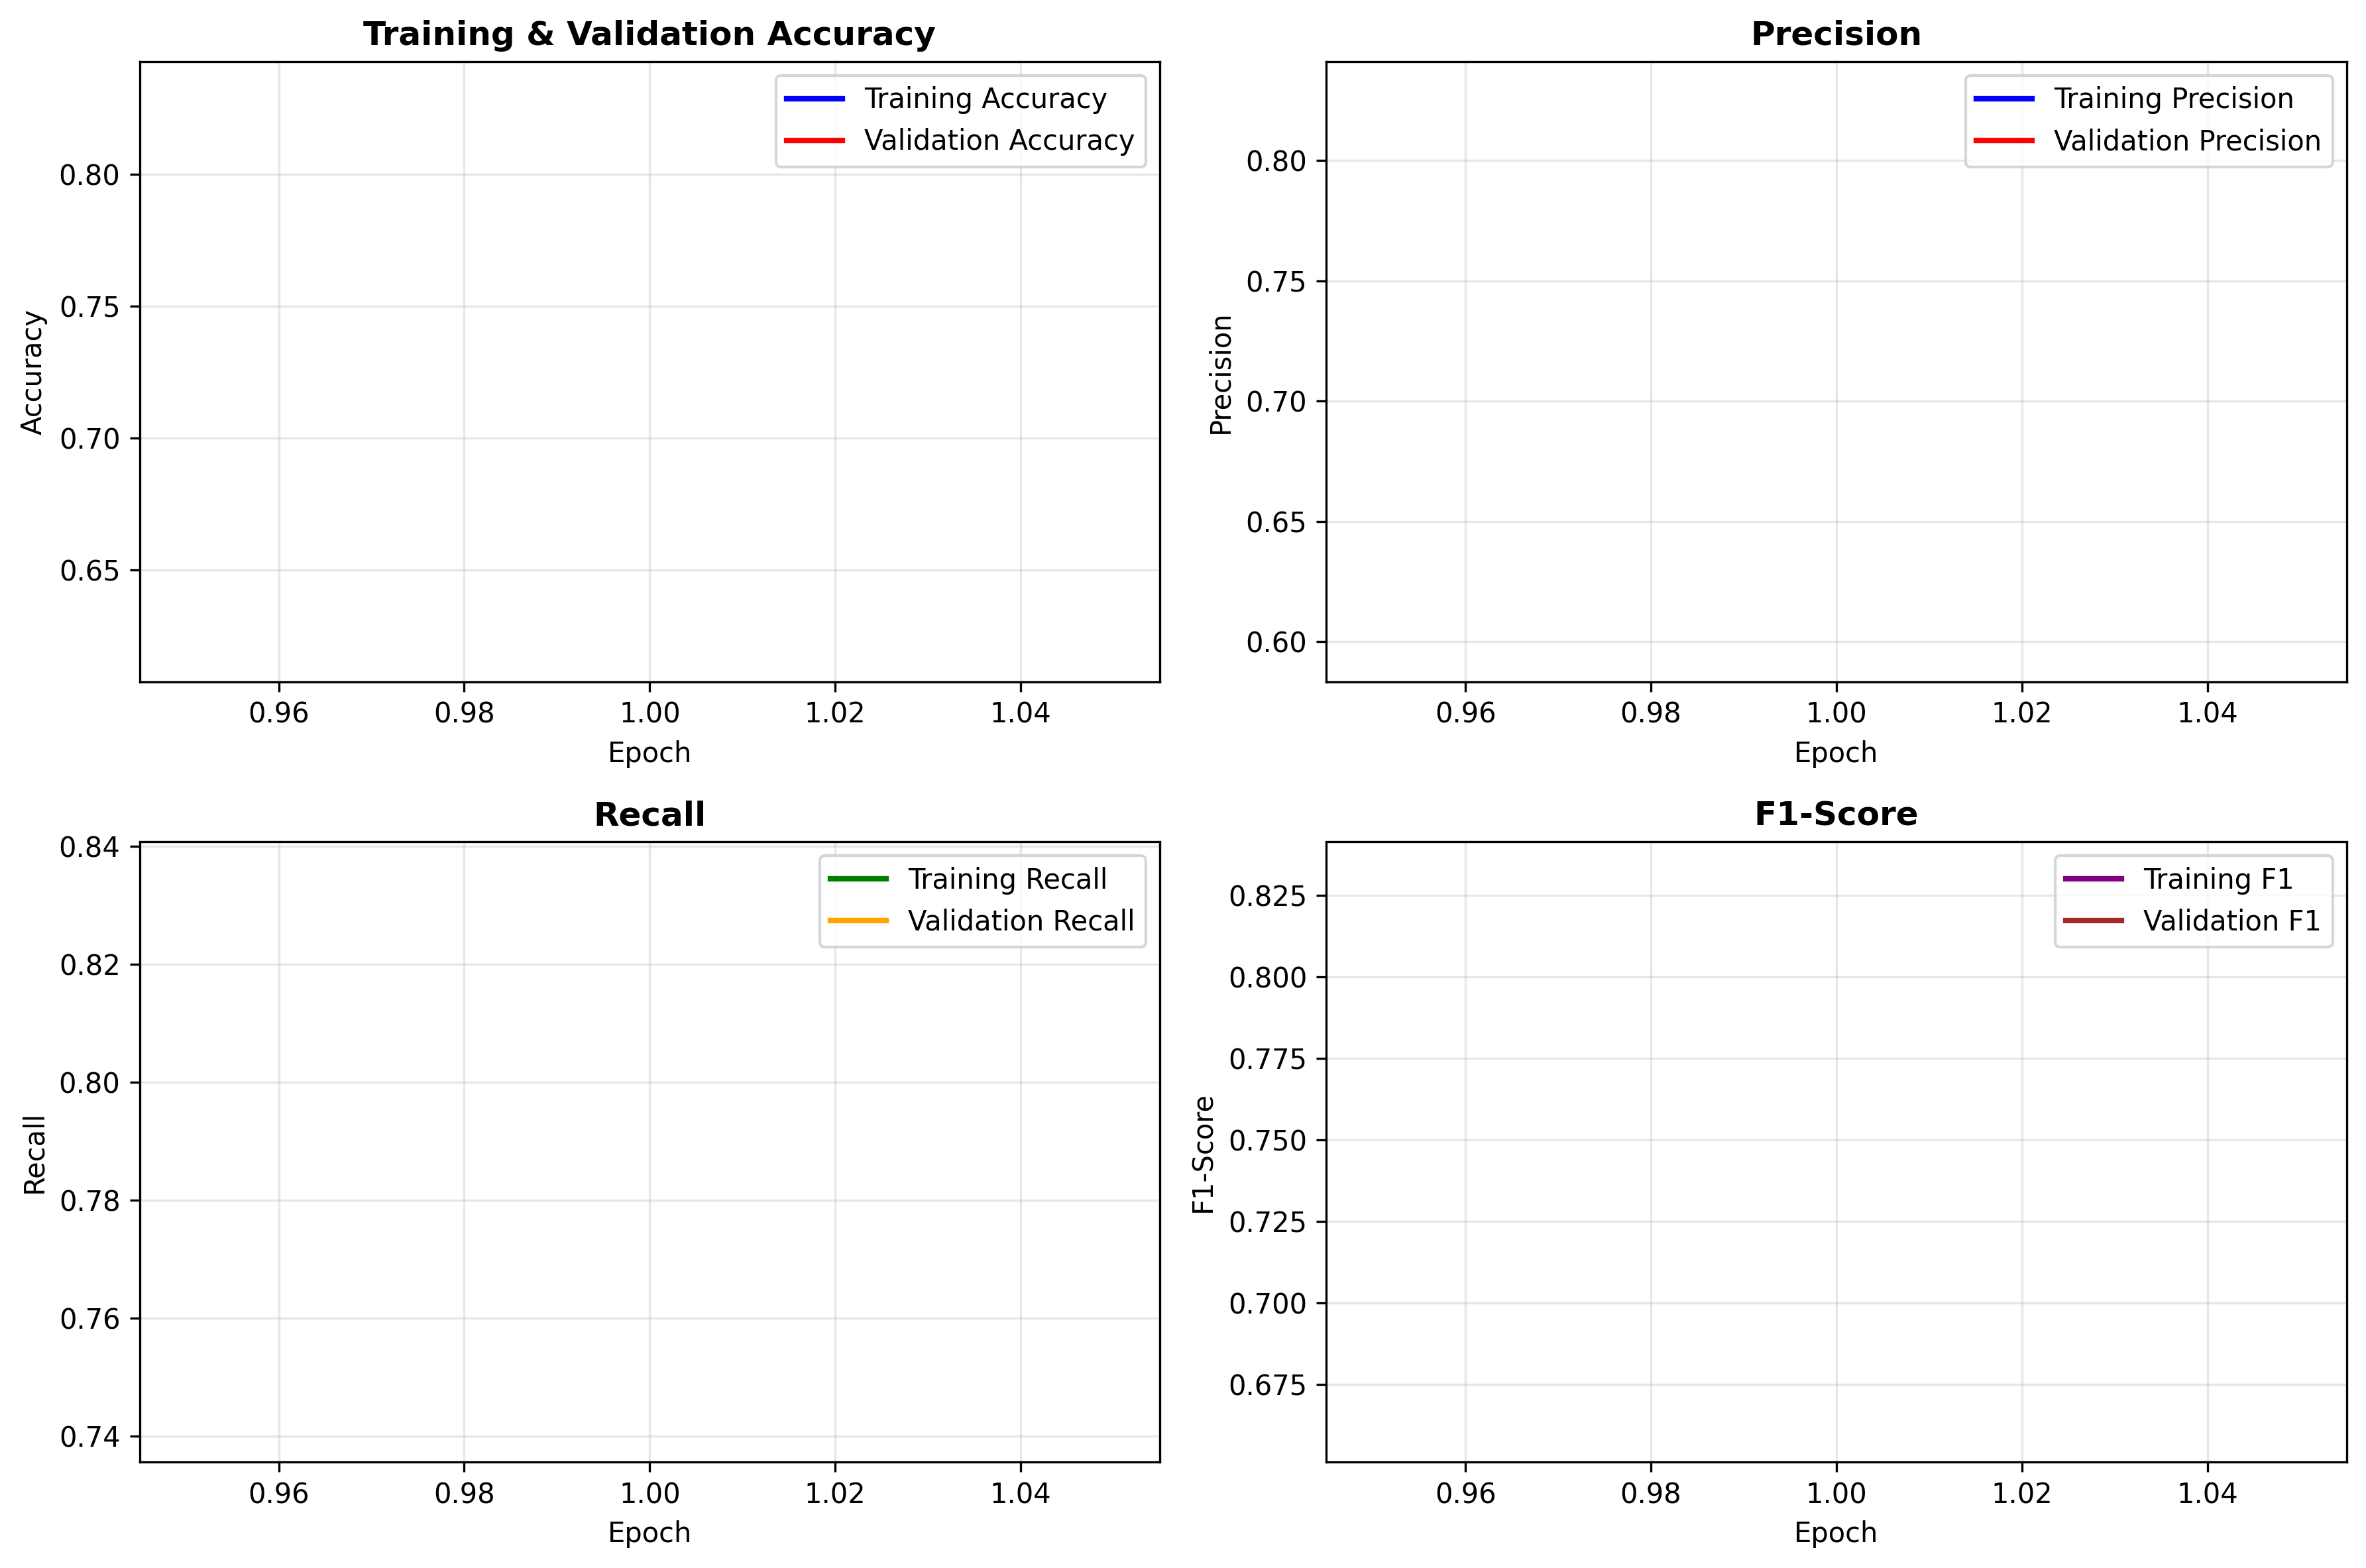 Training & Validation Accuracy
Training Accuracy
Validation Accuracy
0.80
0.75
0.70
0.65
Accuracy
0.96 0.98 1.00 1.02 1.04
Epoch
Precision
Training Precision
Validation Precision
0.80
0.75
0.70
0.65
0.60
Precision
0.96 0.98 1.00 1.02 1.04
Epoch
Recall
Training Recall
Validation Recall
0.84
0.82
0.80
0.78
0.76
0.74
Recall
0.96 0.98 1.00 1.02 1.04
Epoch
F1-Score
Training F1
Validation F1
0.825
0.800
0.775
0.750
0.725
0.700
0.675
F1-Score
0.96 0.98 1.00 1.02 1.04
Epoch